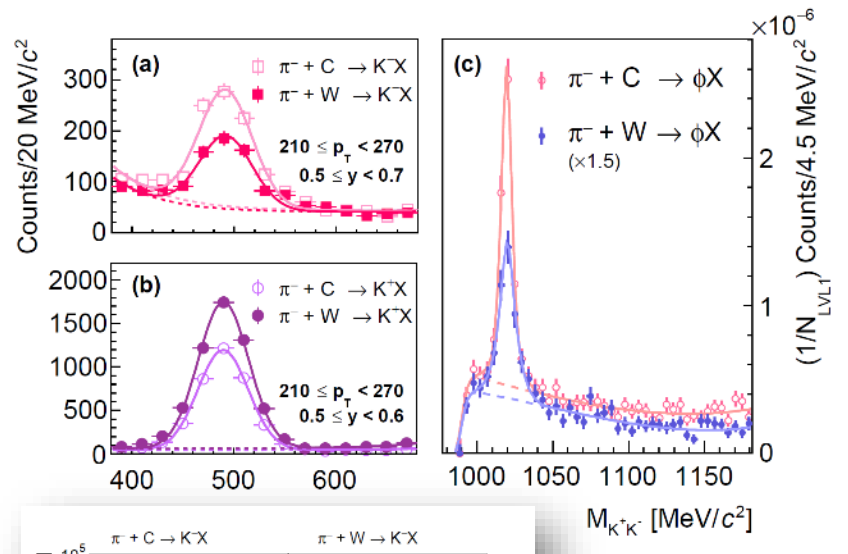 ×10⁻⁶
Counts/20 MeV/c²
(a)
π⁻ + C → K⁻X
π⁻ + W → K⁻X
210 ≤ p_T < 270
0.5 ≤ y < 0.7
300
200
100
0
(b)
π⁻ + C → K⁺X
π⁻ + W → K⁺X
210 ≤ p_T < 270
0.5 ≤ y < 0.6
2000
1500
1000
500
0
400 500 600
(c)
π⁻ + C → ϕX
π⁻ + W → ϕX
(×1.5)
2
1
0
(1/N_LVL1) Counts/4.5 MeV/c²
1000 1050 1100 1150
M_K⁺K⁻ [MeV/c²]
π⁻ + C → K⁻X π⁻ + W → K⁻X
10⁵